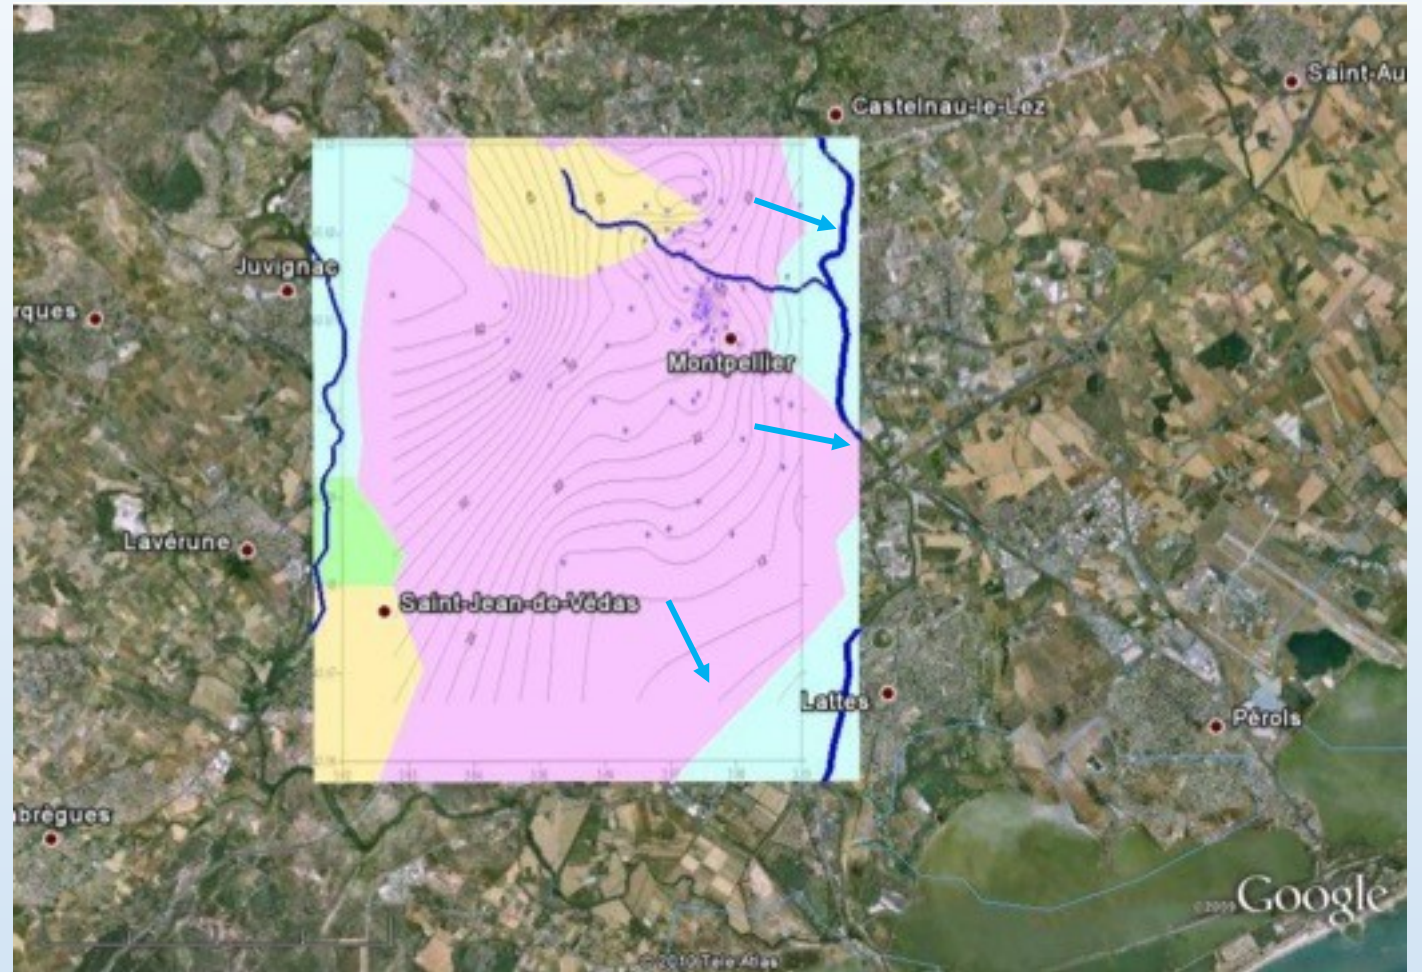 Saint-Au
Castelnau-le-Lez
Juvignac
rques
Montpellier
Lavérune
Saint-Jean-de-Védas
Lattes
Pérols
brègues
©2009 Google
© 2010 Tele Atlas